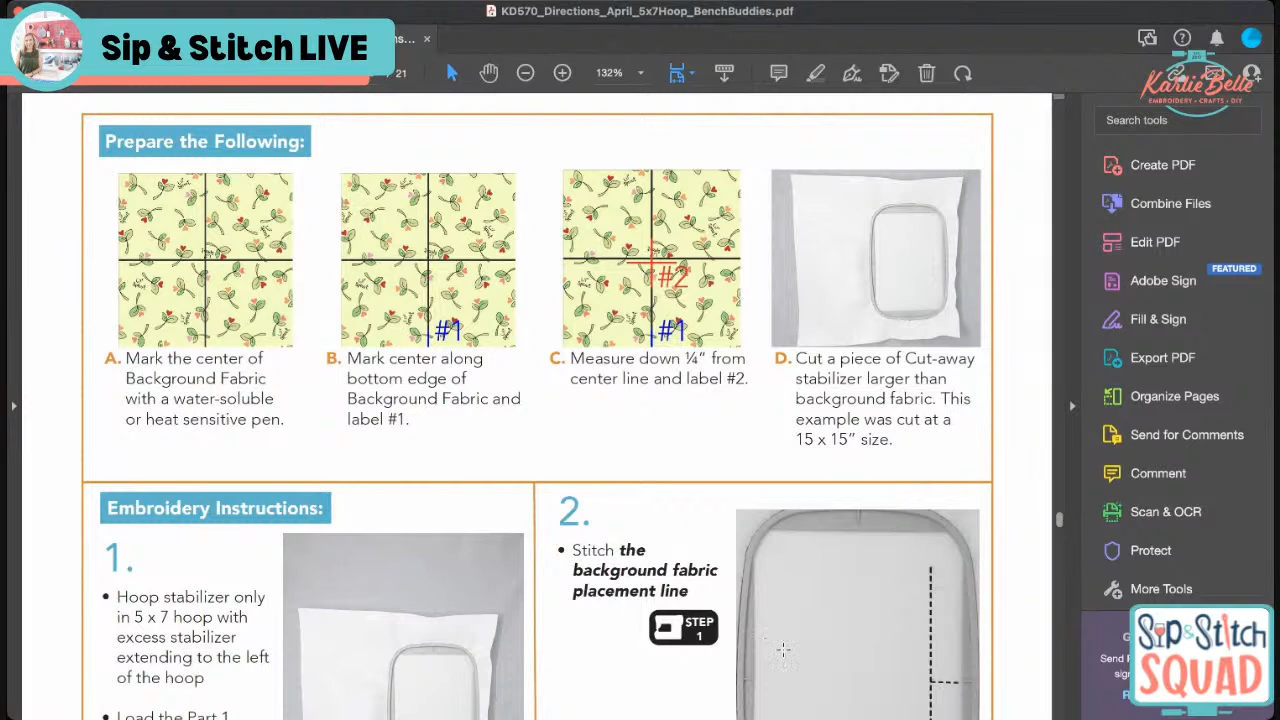 KD570_Directions_April_5x7Hoop_BenchBuddies.pdf
Sip & Stitch LIVE
ns...
21
132%
KarlieBelle
EMBROIDERY • CRAFTS • DIY
Search tools
Create PDF
Combine Files
Edit PDF
Adobe Sign
FEATURED
Fill & Sign
Export PDF
Organize Pages
Send for Comments
Comment
Scan & OCR
Protect
More Tools
Prepare the Following:
#1
#2
#1
A. Mark the center of
Background Fabric
with a water-soluble
or heat sensitive pen.
B. Mark center along
bottom edge of
Background Fabric and
label #1.
C. Measure down ¼” from
center line and label #2.
D. Cut a piece of Cut-away
stabilizer larger than
background fabric. This
example was cut at a
15 x 15” size.
Embroidery Instructions:
1.
• Hoop stabilizer only
in 5 x 7 hoop with
excess stabilizer
extending to the left
of the hoop
• Load the Part 1
2.
• Stitch the
background fabric
placement line
STEP
1
Sip & Stitch
SQUAD